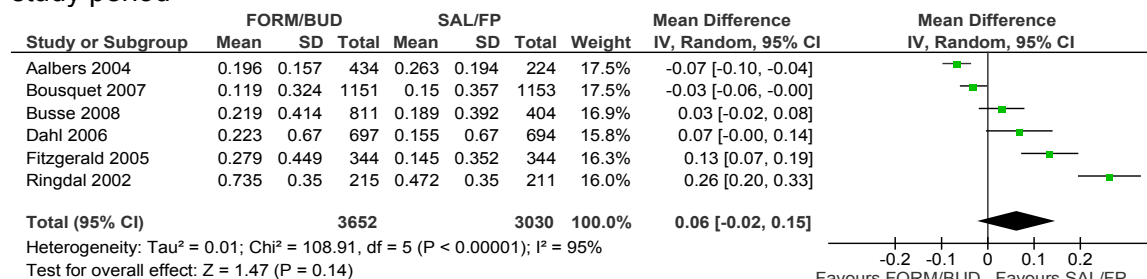 study period
FORM/BUD SAL/FP Mean Difference Mean Difference
Study or Subgroup Mean SD Total Mean SD Total Weight IV, Random, 95% CI IV, Random, 95% CI
Aalbers 2004 0.196 0.157 434 0.263 0.194 224 17.5% -0.07 [-0.10, -0.04]
Bousquet 2007 0.119 0.324 1151 0.15 0.357 1153 17.5% -0.03 [-0.06, -0.00]
Busse 2008 0.219 0.414 811 0.189 0.392 404 16.9% 0.03 [-0.02, 0.08]
Dahl 2006 0.223 0.67 697 0.155 0.67 694 15.8% 0.07 [-0.00, 0.14]
Fitzgerald 2005 0.279 0.449 344 0.145 0.352 344 16.3% 0.13 [0.07, 0.19]
Ringdal 2002 0.735 0.35 215 0.472 0.35 211 16.0% 0.26 [0.20, 0.33]
Total (95% CI) 3652 3030 100.0% 0.06 [-0.02, 0.15]
Heterogeneity: Tau² = 0.01; Chi² = 108.91, df = 5 (P < 0.00001); I² = 95%
Test for overall effect: Z = 1.47 (P = 0.14)
-0.2 -0.1 0 0.1 0.2
Favours FORM/BUD Favours SAL/FP